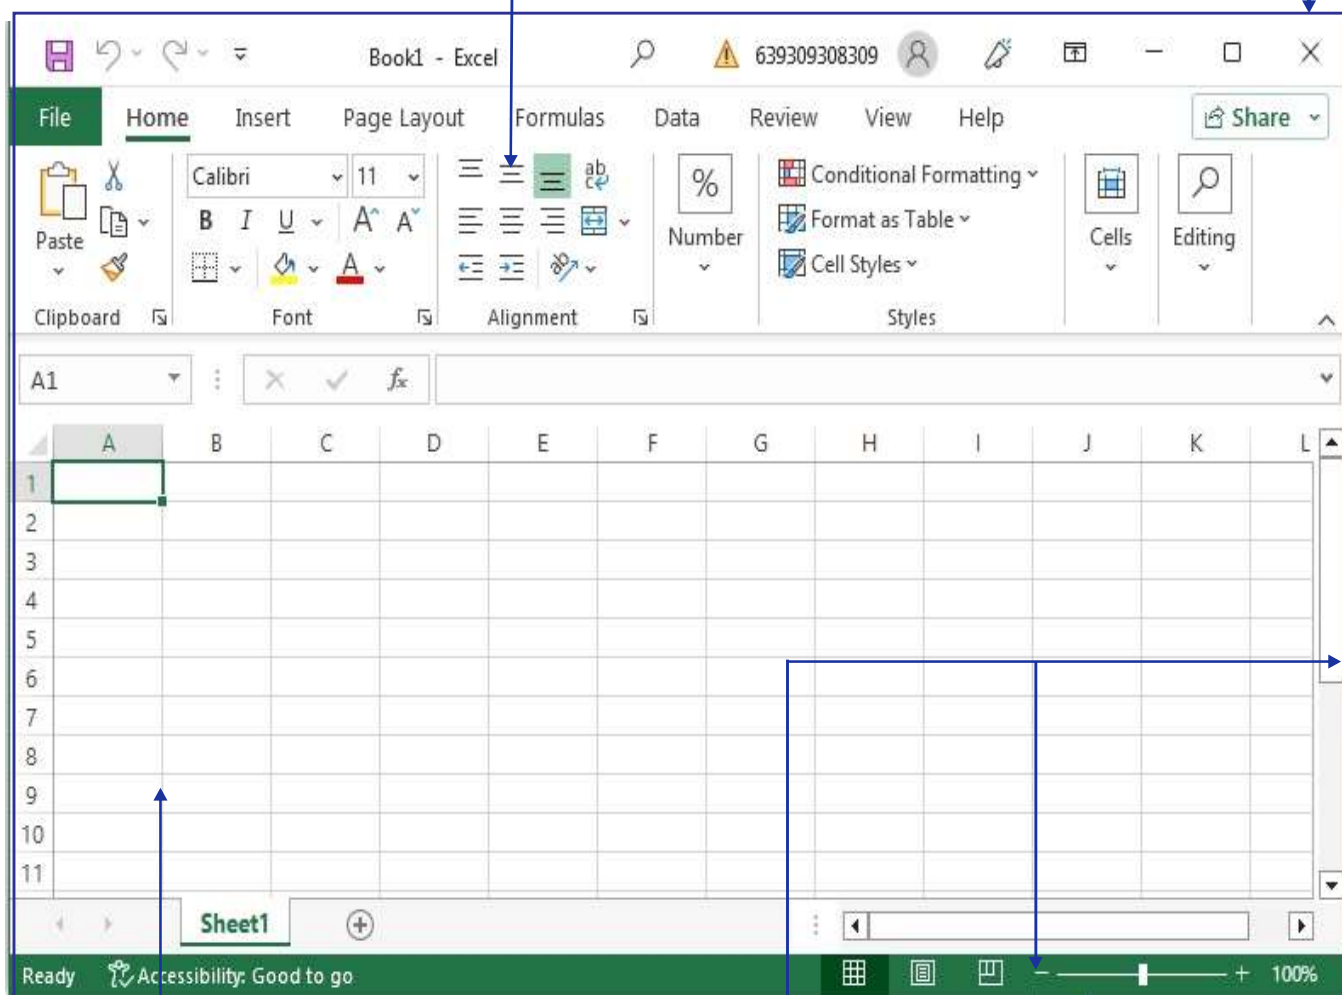 Book1 - Excel 639309308309
File Home Insert Page Layout Formulas Data Review View Help Share
Calibri 11 ab
c % Conditional Formatting
Paste B I U A A Number Format as Table Cells Editing
A Cell Styles
Clipboard Font Alignment Styles
A1 fx
A B C D E F G H I J K L
1
2
3
4
5
6
7
8
9
10
11
Sheet1
Ready Accessibility: Good to go 100%